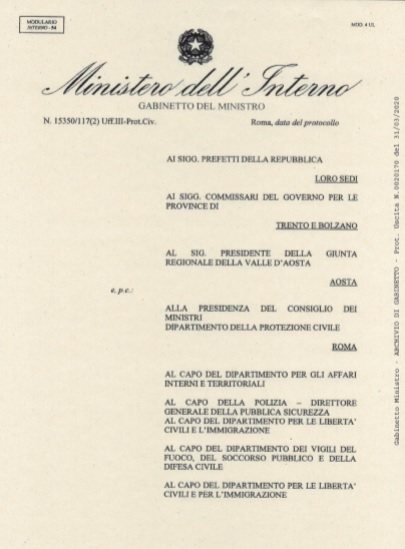 MODULARIO
INTERNO - 94
MOD. 4 UL
Ministero dell'Interno
GABINETTO DEL MINISTRO
N. 15350/117(2) Uff.III-Prot.Civ.
Roma, data del protocollo
AI SIGG. PREFETTI DELLA REPUBBLICA
LORO SEDI
AI SIGG. COMMISSARI DEL GOVERNO PER LE
PROVINCE DI
TRENTO E BOLZANO
AL SIG. PRESIDENTE DELLA GIUNTA
REGIONALE DELLA VALLE D'AOSTA
AOSTA
e, p.c.:
ALLA PRESIDENZA DEL CONSIGLIO DEI
MINISTRI
DIPARTIMENTO DELLA PROTEZIONE CIVILE
ROMA
AL CAPO DEL DIPARTIMENTO PER GLI AFFARI
INTERNI E TERRITORIALI
AL CAPO DELLA POLIZIA – DIRETTORE
GENERALE DELLA PUBBLICA SICUREZZA
AL CAPO DEL DIPARTIMENTO PER LE LIBERTA'
CIVILI E L'IMMIGRAZIONE
AL CAPO DEL DIPARTIMENTO DEI VIGILI DEL
FUOCO, DEL SOCCORSO PUBBLICO E DELLA
DIFESA CIVILE
AL CAPO DEL DIPARTIMENTO PER LE LIBERTA'
CIVILI E PER L'IMMIGRAZIONE
Gabinetto Ministro - ARCHIVIO DI GABINETTO - Prot. Uscita N.0020170 del 31/03/2020